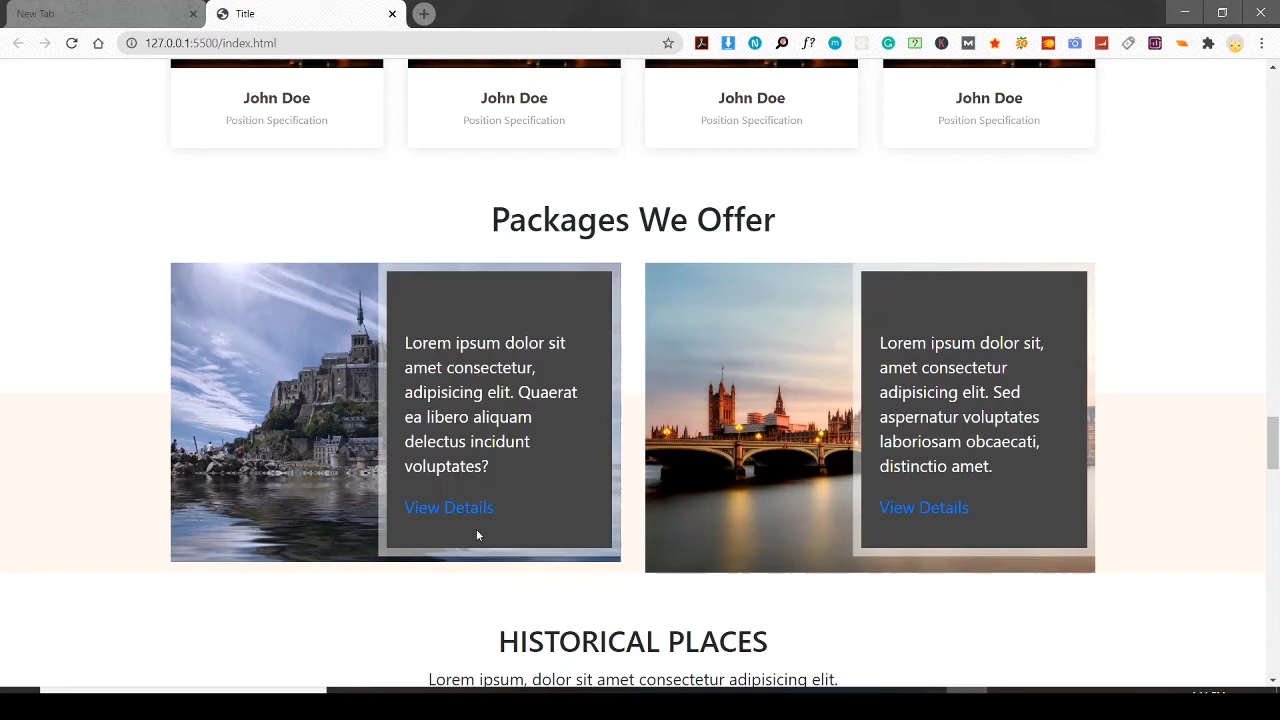 New Tab
Title
127.0.0.1:5500/index.html
John Doe
John Doe
John Doe
John Doe
Position Specification
Position Specification
Position Specification
Position Specification
Packages We Offer
Lorem ipsum dolor sit
amet consectetur,
adipisicing elit. Quaerat
ea libero aliquam
delectus incidunt
voluptates?
View Details
Lorem ipsum dolor sit,
amet consectetur
adipisicing elit. Sed
aspernatur voluptates
laboriosam obcaecati,
distinctio amet.
View Details
HISTORICAL PLACES
Lorem ipsum, dolor sit amet consectetur adipisicing elit.